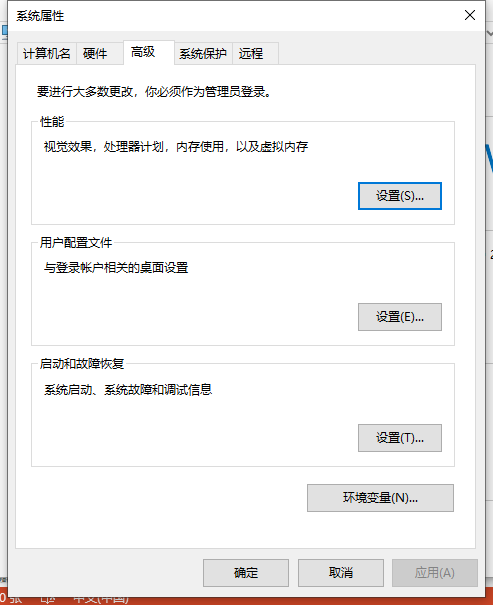 系统属性
计算机名 硬件 高级 系统保护 远程
要进行大多数更改，你必须作为管理员登录。
性能
视觉效果，处理器计划，内存使用，以及虚拟内存
设置(S)...
用户配置文件
与登录帐户相关的桌面设置
设置(E)...
启动和故障恢复
系统启动、系统故障和调试信息
设置(T)...
环境变量(N)...
确定 取消 应用(A)
中文(中国)